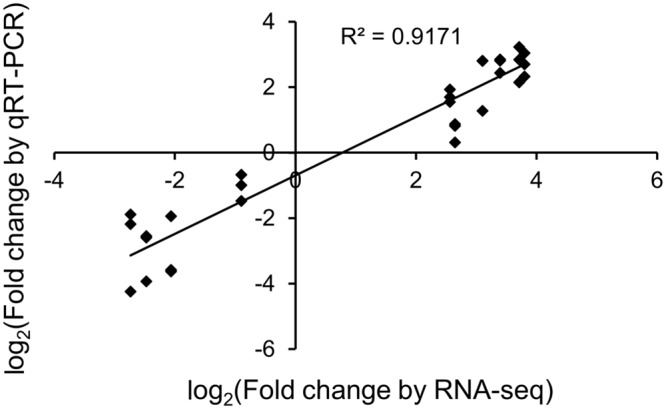 log2(Fold change by qRT-PCR)
R² = 0.9171
4
2
0
-4 -2 0 2 4 6
-2
-4
-6
log2(Fold change by RNA-seq)